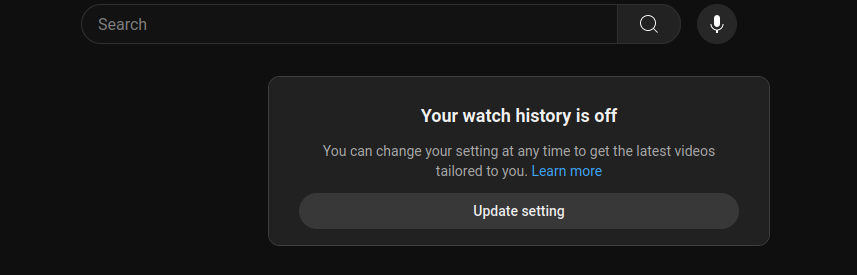 Search
Your watch history is off
You can change your setting at any time to get the latest videos
tailored to you. Learn more
Update setting